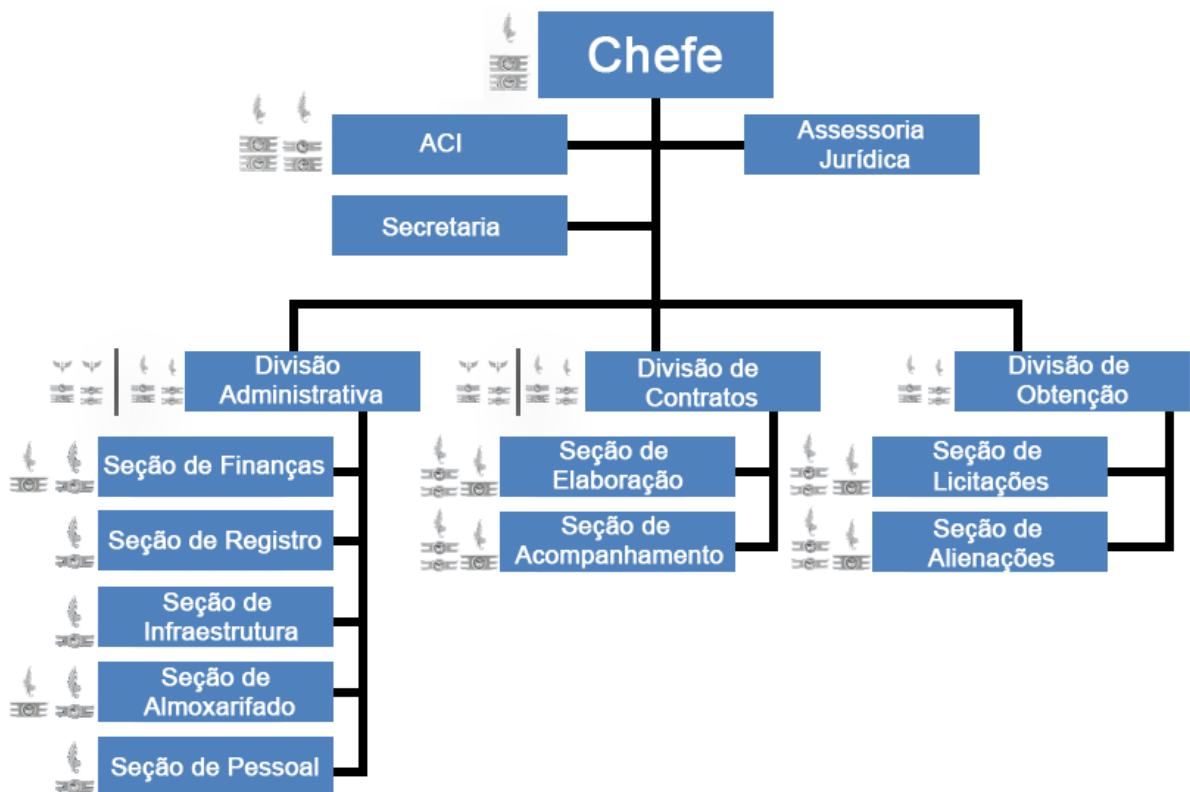 Chefe
ACI
Assessoria
Jurídica
Secretaria
Divisão
Administrativa
Divisão de
Contratos
Divisão de
Obtenção
Seção de Finanças
Seção de Registro
Seção de
Infraestrutura
Seção de
Almoxarifado
Seção de Pessoal
Seção de
Elaboração
Seção de
Acompanhamento
Seção de
Licitações
Seção de
Alienações